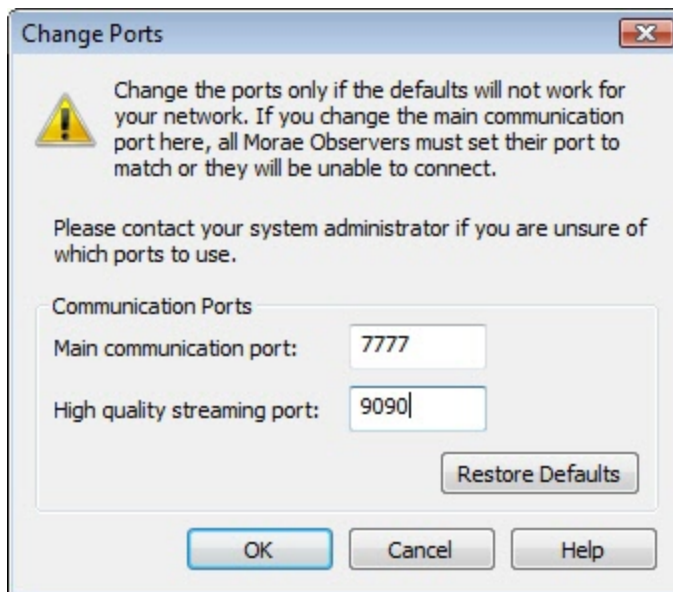 Change Ports
Change the ports only if the defaults will not work for
your network. If you change the main communication
port here, all Morae Observers must set their port to
match or they will be unable to connect.
Please contact your system administrator if you are unsure of
which ports to use.
Communication Ports
Main communication port: 7777
High quality streaming port: 9090
Restore Defaults
OK Cancel Help